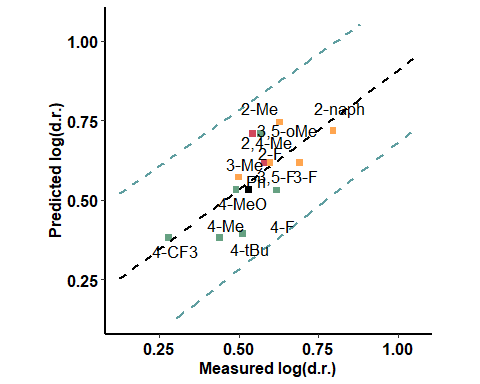 1.00
0.75
0.50
0.25
Predicted log(d.r.)
2-Me
2-naph
3,5-oMe
2,4-Me
2-F
3-Me
3,5-F
3-F
Ph
4-MeO
4-Me
4-F
4-CF3
4-tBu
0.25
0.50
0.75
1.00
Measured log(d.r.)